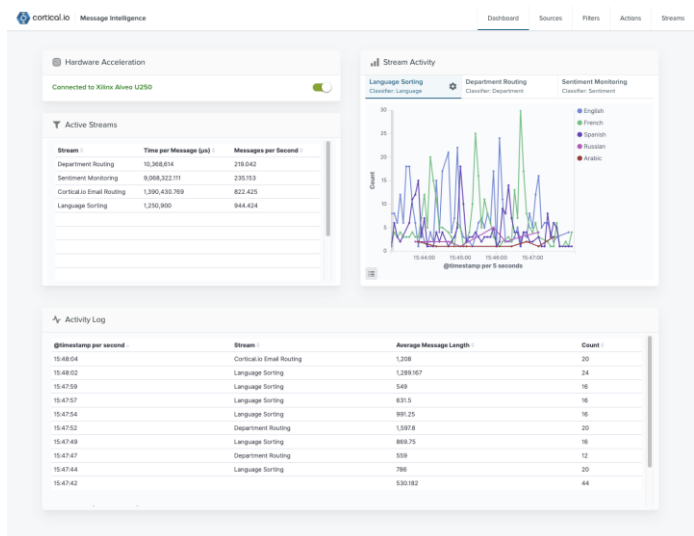 cortical.io Message Intelligence
Dashboard Sources Filters Actions Streams
Hardware Acceleration
Connected to Xilinx Alveo U250
Active Streams
Stream Time per Message (µs) Messages per Second
Department Routing 10,368,614 219.042
Sentiment Monitoring 9,068,322.111 235.153
Cortical.io Email Routing 1,390,430.769 822.425
Language Sorting 1,250,900 944.424
Stream Activity
Language Sorting Department Routing Sentiment Monitoring
Classifier: Language Classifier: Department Classifier: Sentiment
30
25
20
15
10
5
0
Count
15:44:00 15:45:00 15:46:00 15:47:00
@timestamp per 5 seconds
English
French
Spanish
Russian
Arabic
Activity Log
@timestamp per second Stream Average Message Length Count
15:48:04 Cortical.io Email Routing 1,208 20
15:48:02 Language Sorting 1,289.167 24
15:47:59 Language Sorting 549 16
15:47:57 Language Sorting 631.5 16
15:47:54 Language Sorting 991.25 16
15:47:52 Department Routing 1,597.8 20
15:47:49 Language Sorting 869.75 16
15:47:47 Department Routing 559 12
15:47:44 Language Sorting 786 20
15:47:42 530.182 44